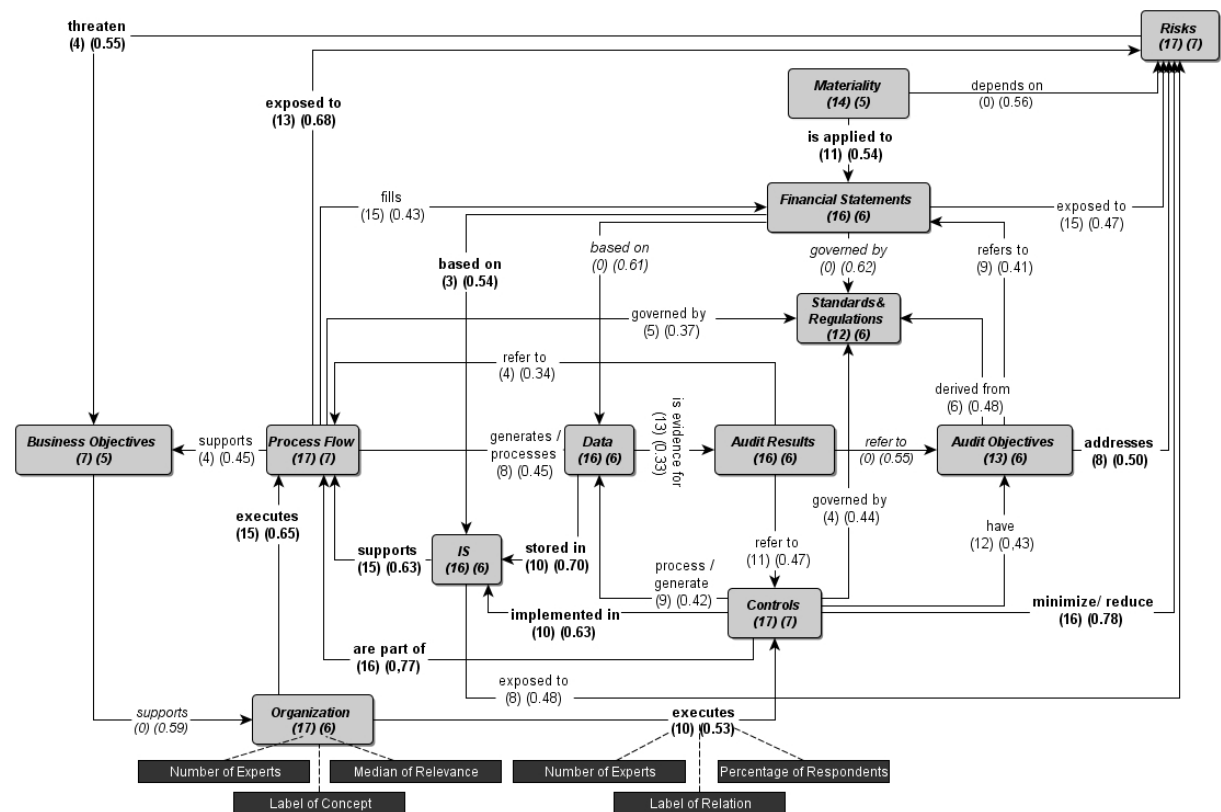 threaten
(4) (0.55)
Risks
(17) (7)
Materiality
(14) (5)
depends on
(0) (0.56)
exposed to
(13) (0.68)
is applied to
(11) (0.54)
fills
(15) (0.43)
Financial Statements
(16) (6)
exposed to
(15) (0.47)
based on
(3) (0.54)
based on
(0) (0.61)
governed by
(0) (0.62)
refers to
(9) (0.41)
Standards &
Regulations
(12) (6)
governed by
(5) (0.37)
refer to
(4) (0.34)
is evidence for
(13) (0.33)
derived from
(6) (0.48)
Business Objectives
(7) (5)
supports
(4) (0.45)
Process Flow
(17) (7)
generates /
processes
(8) (0.45)
Data
(16) (6)
Audit Results
(16) (6)
refer to
(0) (0.55)
Audit Objectives
(13) (6)
addresses
(8) (0.50)
governed by
(4) (0.44)
executes
(15) (0.65)
supports
(15) (0.63)
IS
(16) (6)
stored in
(10) (0.70)
refer to
(11) (0.47)
have
(12) (0,43)
process /
generate
(9) (0.42)
Controls
(17) (7)
minimize/ reduce
(16) (0.78)
implemented in
(10) (0.63)
are part of
(16) (0,77)
exposed to
(8) (0.48)
supports
(0) (0.59)
Organization
(17) (6)
executes
(10) (0.53)
Number of Experts
Median of Relevance
Number of Experts
Percentage of Respondents
Label of Concept
Label of Relation